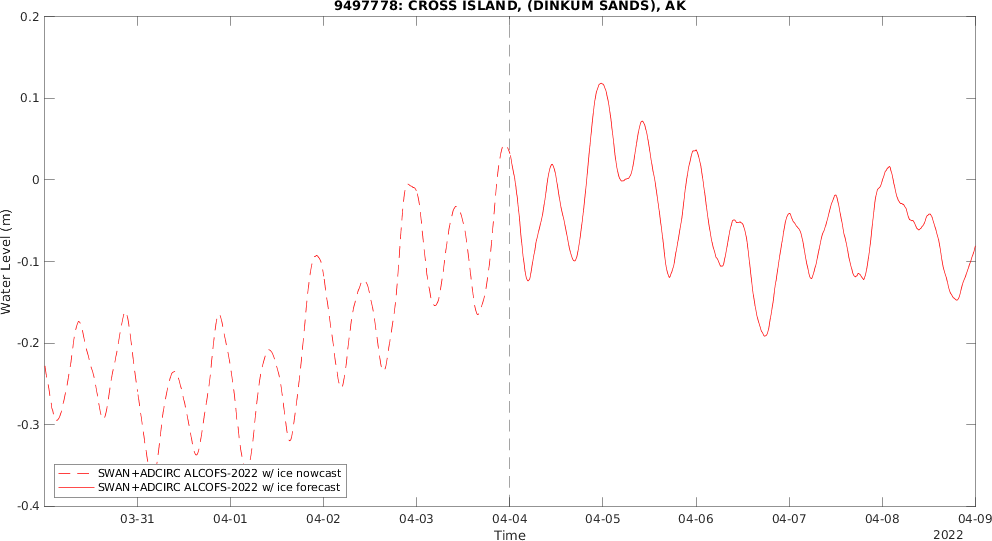 9497778: CROSS ISLAND, (DINKUM SANDS), AK
0.2
0.1
0
-0.1
-0.2
-0.3
-0.4
Water Level (m)
SWAN+ADCIRC ALCOFS-2022 w/ ice nowcast
SWAN+ADCIRC ALCOFS-2022 w/ ice forecast
03-31 04-01 04-02 04-03 04-04 04-05 04-06 04-07 04-08 04-09
Time
2022